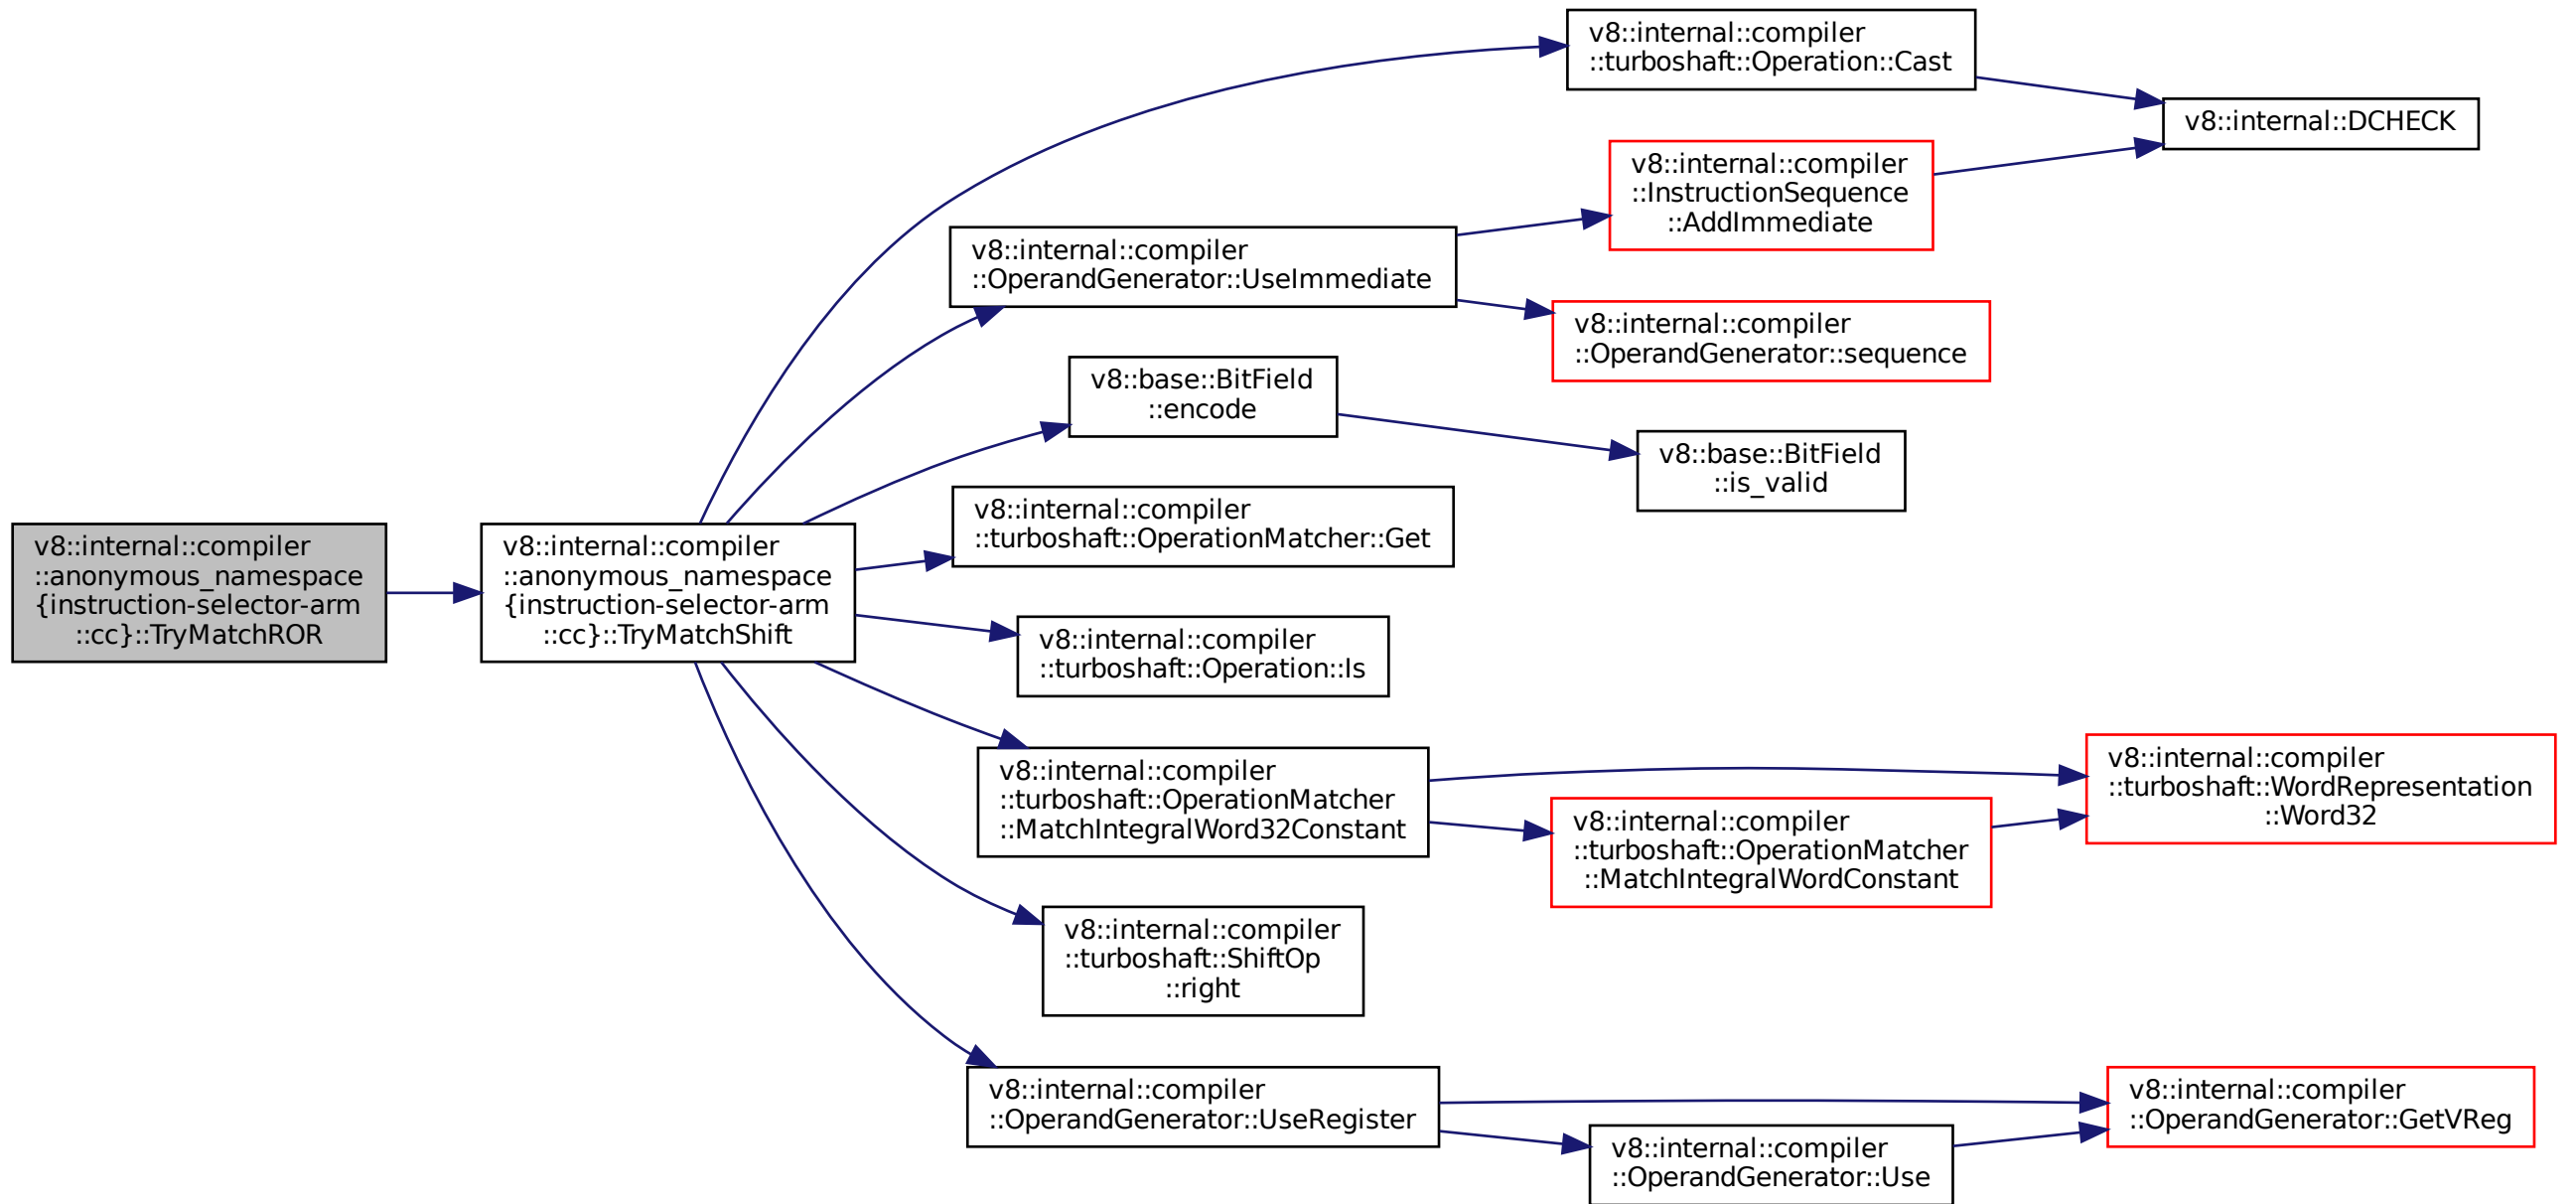 v8::internal::compiler
::anonymous_namespace
{instruction-selector-arm
::cc}::TryMatchROR
v8::internal::compiler
::anonymous_namespace
{instruction-selector-arm
::cc}::TryMatchShift
v8::internal::compiler
::turboshaft::Operation::Cast
v8::internal::DCHECK
v8::internal::compiler
::OperandGenerator::UseImmediate
v8::internal::compiler
::InstructionSequence
::AddImmediate
v8::internal::compiler
::OperandGenerator::sequence
v8::base::BitField
::encode
v8::base::BitField
::is_valid
v8::internal::compiler
::turboshaft::OperationMatcher::Get
v8::internal::compiler
::turboshaft::Operation::Is
v8::internal::compiler
::turboshaft::OperationMatcher
::MatchIntegralWord32Constant
v8::internal::compiler
::turboshaft::WordRepresentation
::Word32
v8::internal::compiler
::turboshaft::OperationMatcher
::MatchIntegralWordConstant
v8::internal::compiler
::turboshaft::ShiftOp
::right
v8::internal::compiler
::OperandGenerator::UseRegister
v8::internal::compiler
::OperandGenerator::GetVReg
v8::internal::compiler
::OperandGenerator::Use